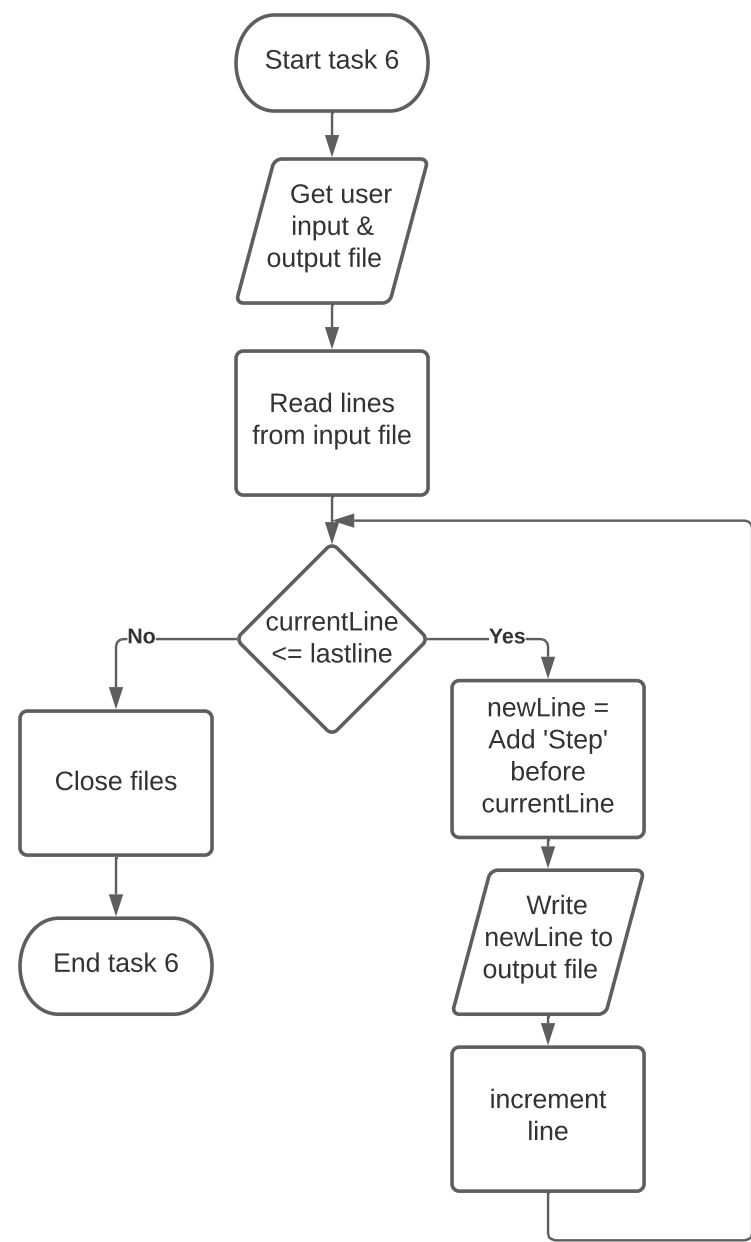 Start task 6
Get user
input &
output file
Read lines
from input file
currentLine
<= lastline
No
Yes
newLine =
Add 'Step'
before
currentLine
Close files
Write
newLine to
output file
End task 6
increment
line